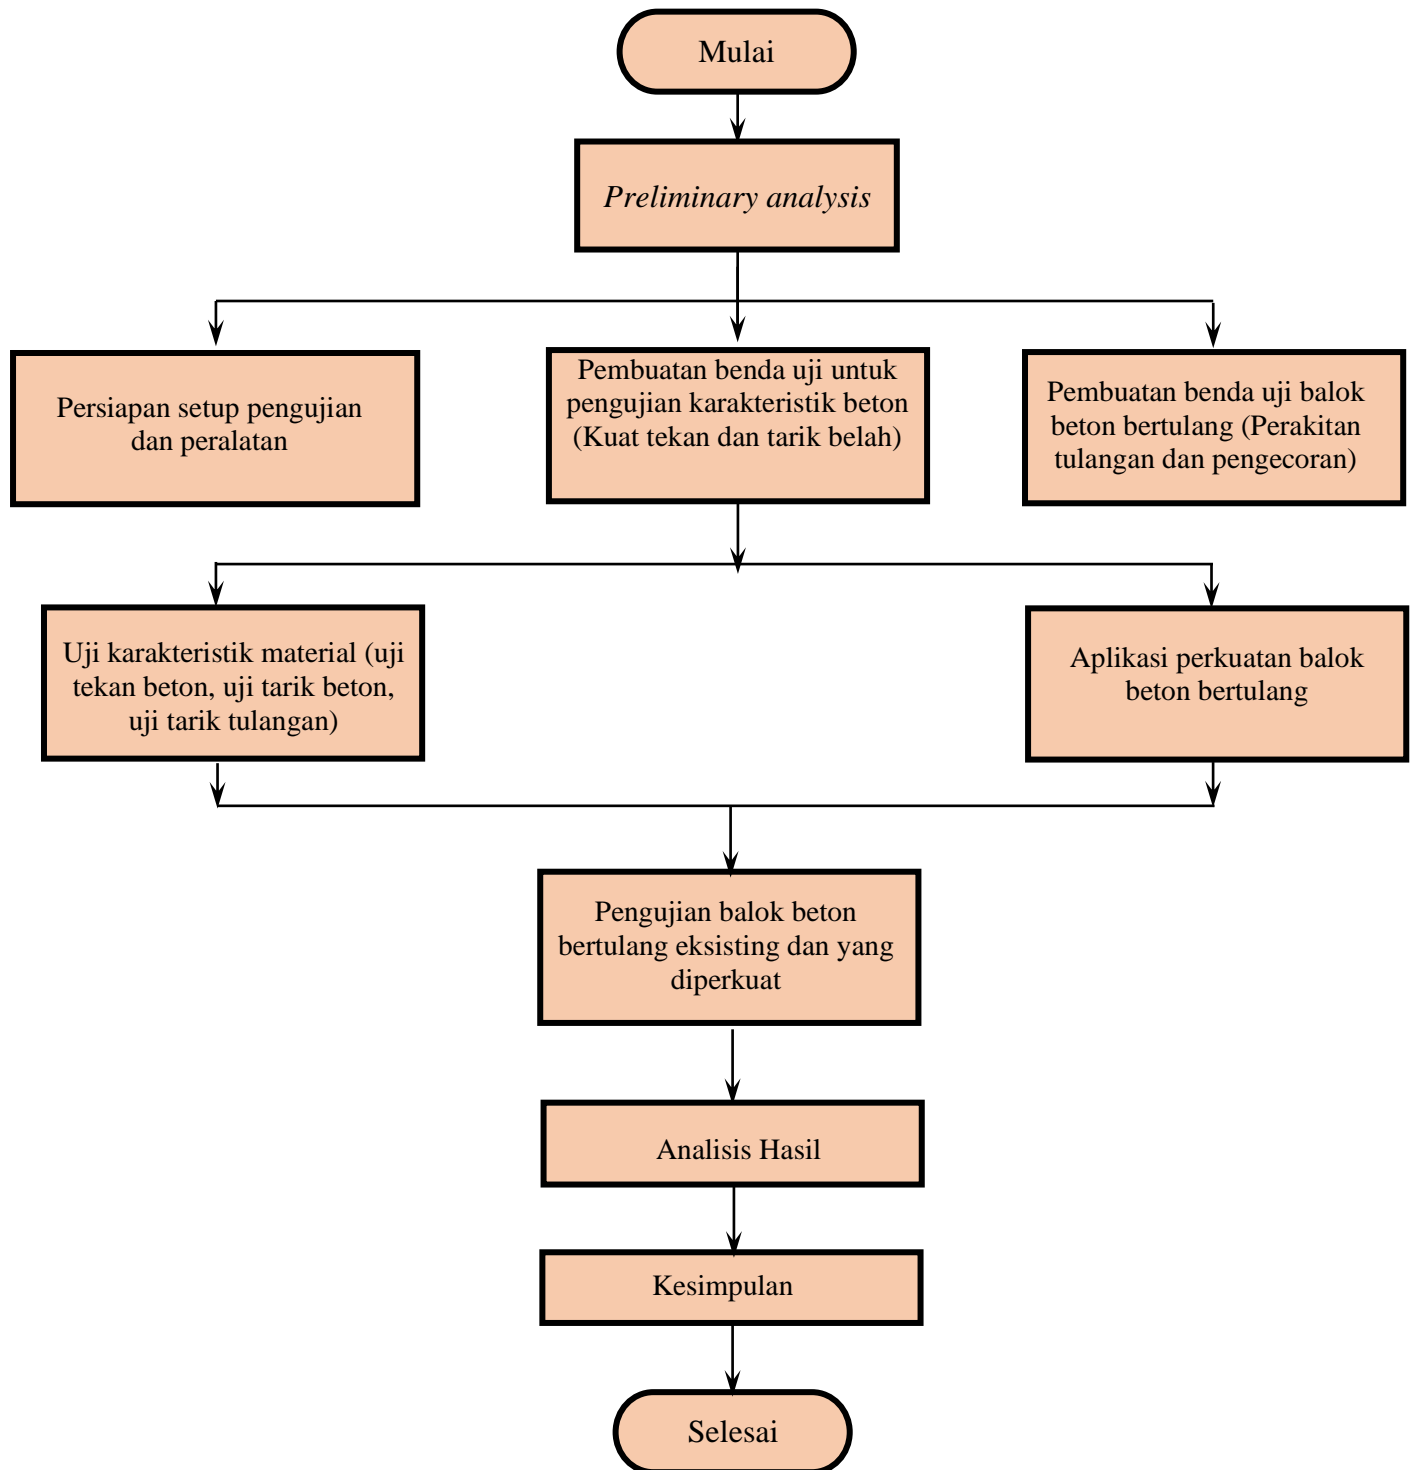 Mulai
Preliminary analysis
Persiapan setup pengujian
dan peralatan
Pembuatan benda uji untuk
pengujian karakteristik beton
(Kuat tekan dan tarik belah)
Pembuatan benda uji balok
beton bertulang (Perakitan
tulangan dan pengecoran)
Uji karakteristik material (uji
tekan beton, uji tarik beton,
uji tarik tulangan)
Aplikasi perkuatan balok
beton bertulang
Pengujian balok beton
bertulang eksisting dan yang
diperkuat
Analisis Hasil
Kesimpulan
Selesai